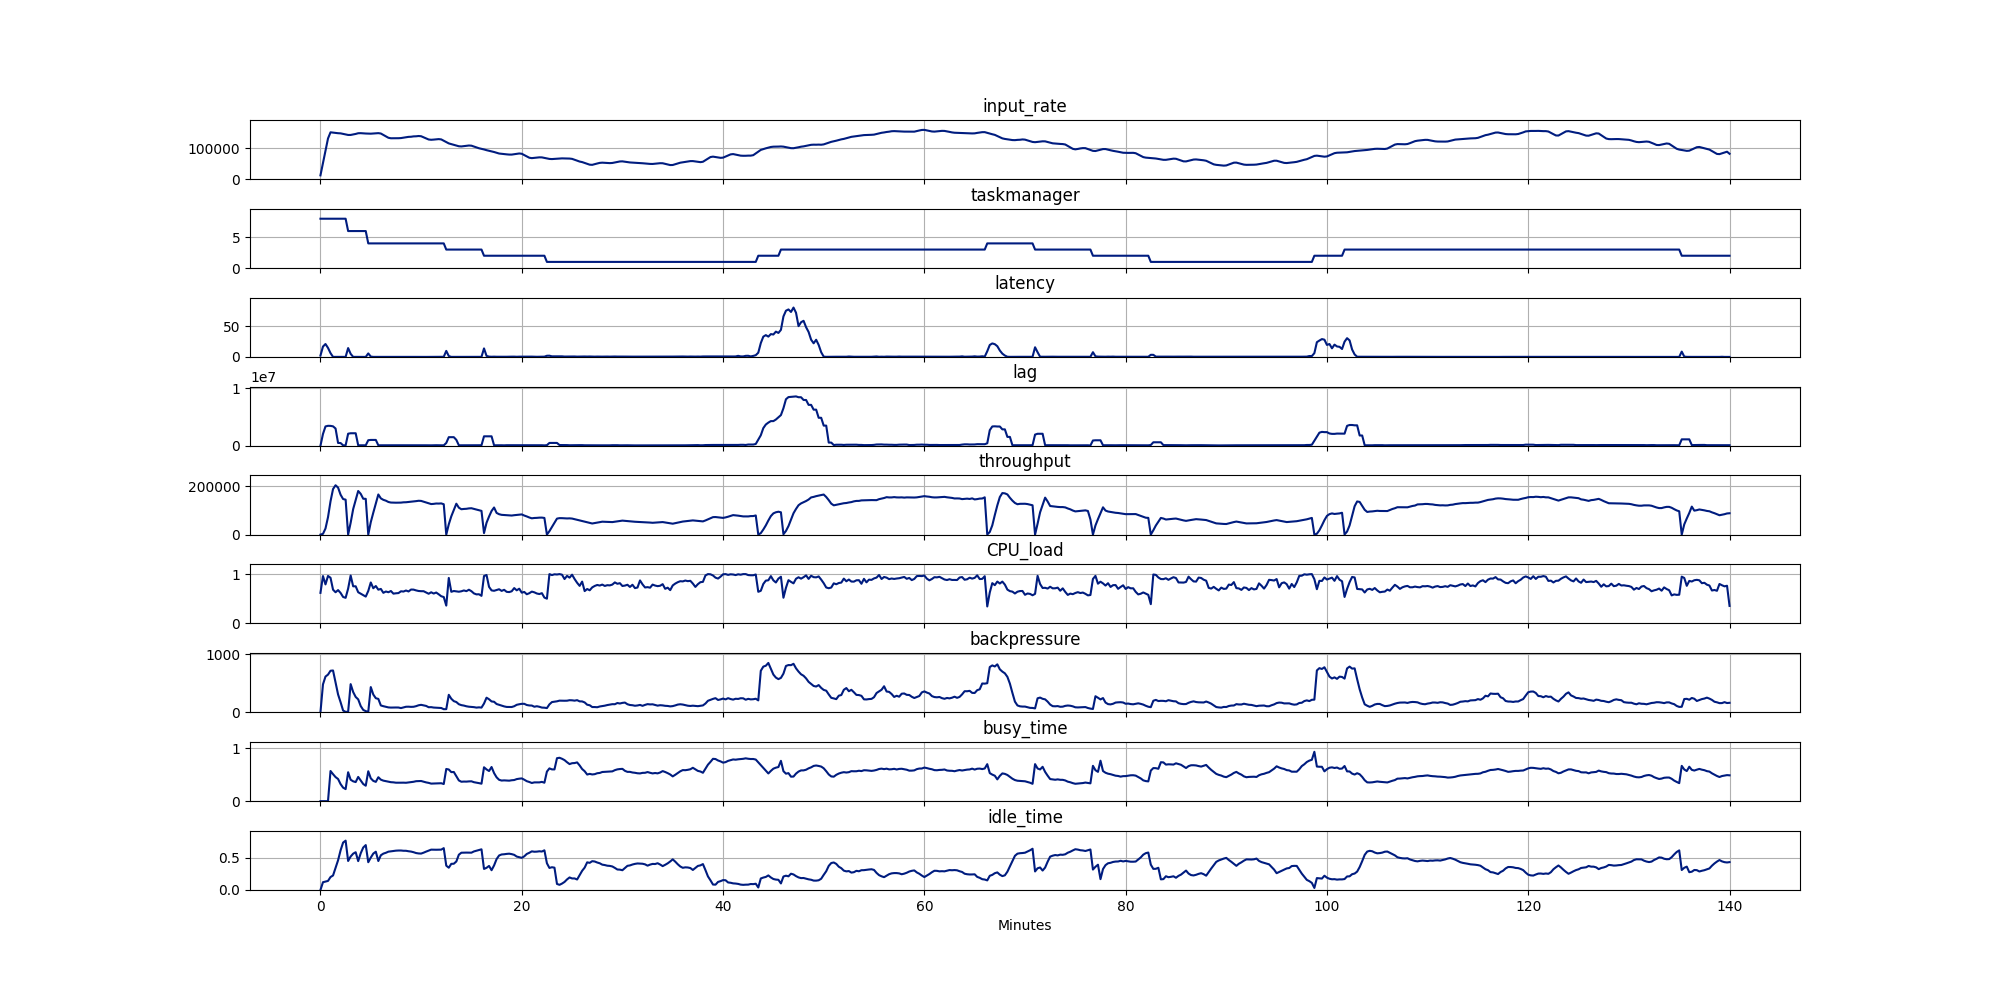 input_rate
100000
0
taskmanager
5
0
latency
50
0
1e7
lag
1
0
throughput
200000
0
CPU_load
1
0
backpressure
1000
0
busy_time
1
0
idle_time
0.5
0.0
0 20 40 60 80 100 120 140
Minutes